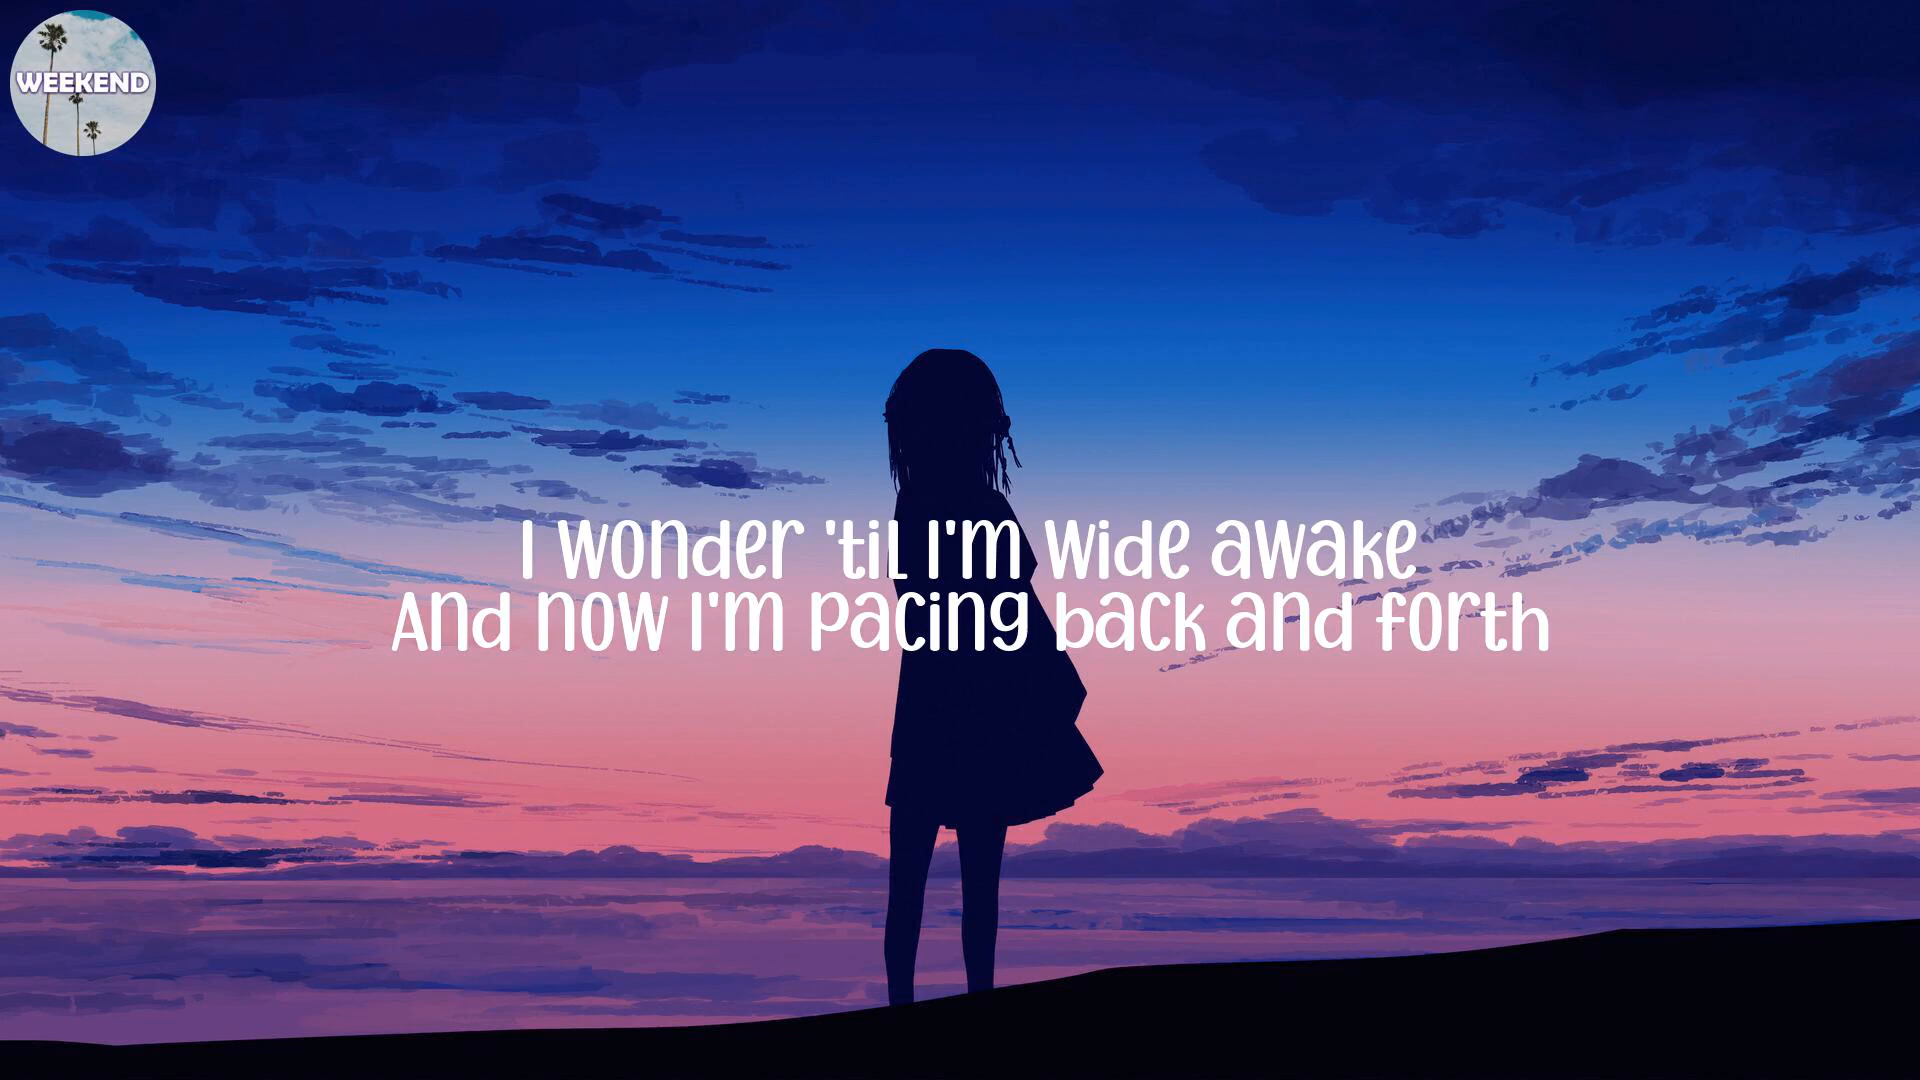 WEEKEND
I wonder 'til I'm wide awake
And now I'm pacing back and forth